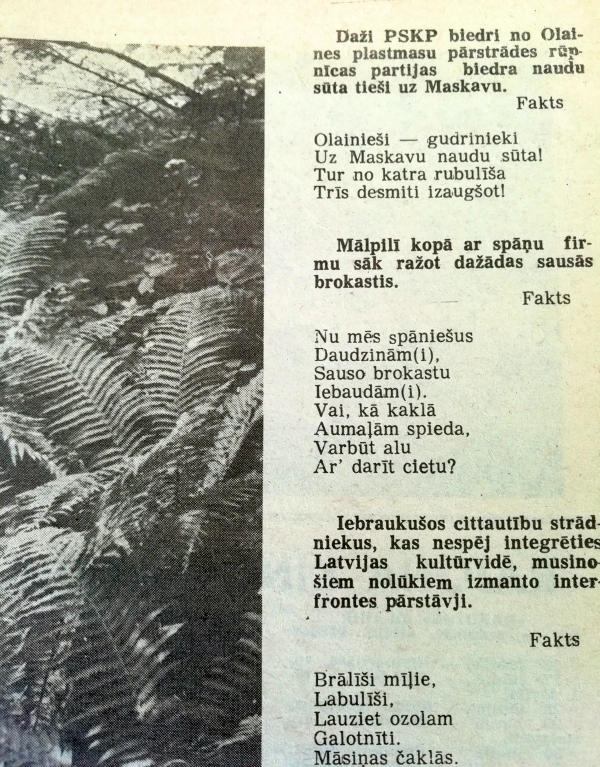 Daži PSKP biedri no Olai-
nes plastmasu pārstrādes rūp-
nīcas partijas biedra naudu
sūta tieši uz Maskavu.
Fakts
Olainieši — gudrinieki
Uz Maskavu naudu sūta!
Tur no katra rubulīša
Trīs desmiti izaugšot!
Mālpilī kopā ar spāņu fir-
mu sāk ražot dažādas sausās
brokastis.
Fakts
Nu mēs spāniešus
Daudzinām(i),
Sauso brokastu
Iebaudām(i).
Vai, kā kaklā
Aumaļām spieda,
Varbūt alu
Ar' darīt cietu?
Iebraukušos cittautību strād-
niekus, kas nespēj integrēties
Latvijas kultūrvidē, musino-
šiem nolūkiem izmanto inter-
frontes pārstāvji.
Fakts
Brālīši mīļie,
Labulīši,
Lauziet ozolam
Galotnīti.
Māsiņas čaklās.